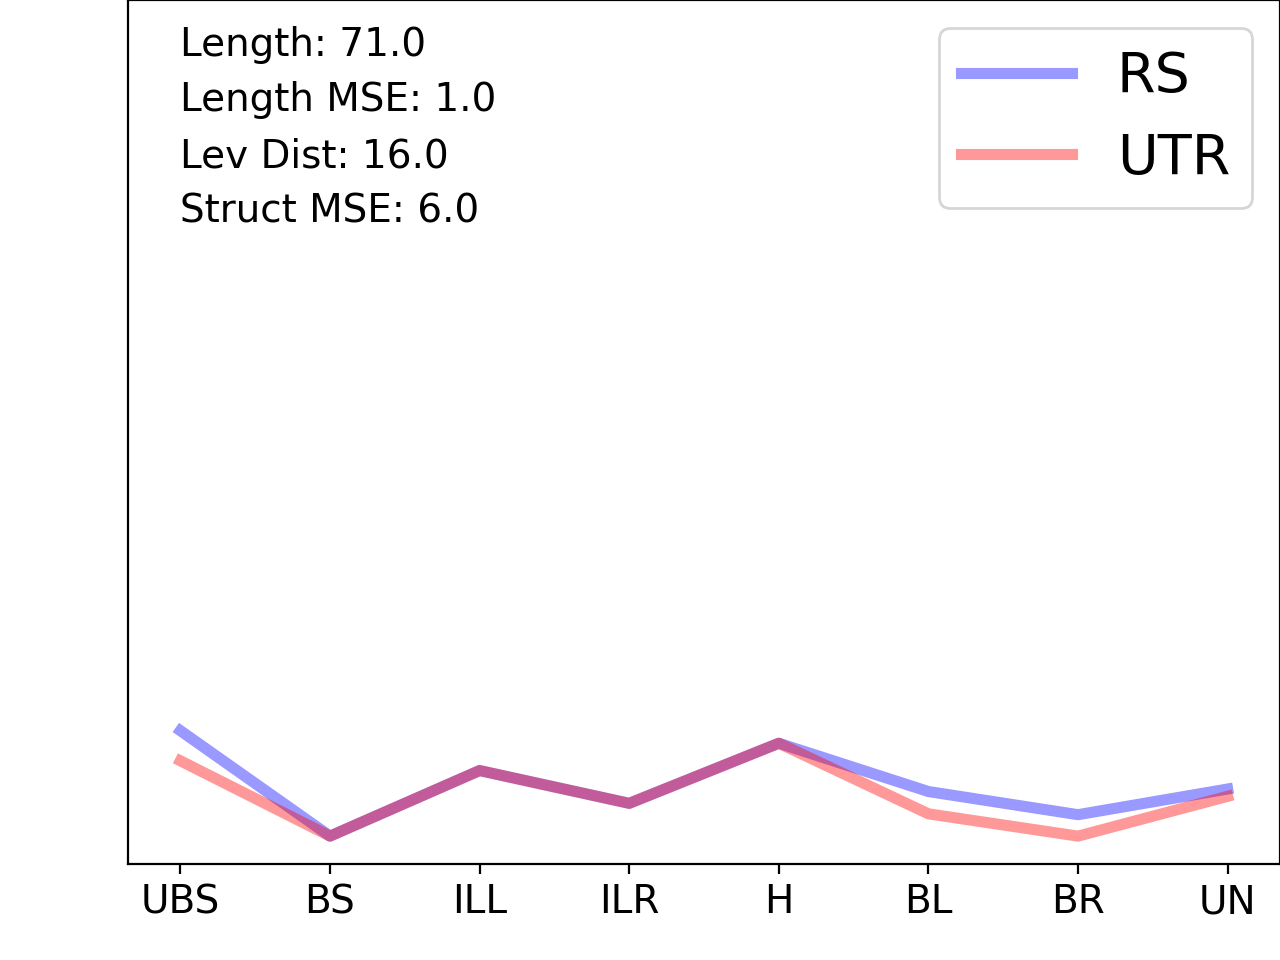 Length: 71.0
Length MSE: 1.0
Lev Dist: 16.0
Struct MSE: 6.0
RS
UTR
UBS BS ILL ILR H BL BR UN